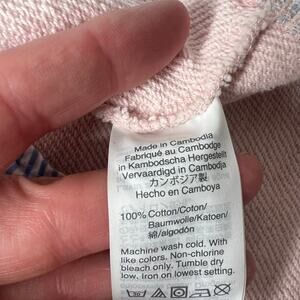 Made in Cambodia
Fabriqué au Cambodge
in Kambodscha Hergestellt
Vervaardigd in Cambodja
カンボジア製
Hecho en Camboya
100% Cotton/Coton/
Baumwolle/Katoen/
綿/algodón
Machine wash cold. With
like colors. Non-chlorine
bleach only. Tumble dry
low. Iron on lowest setting.